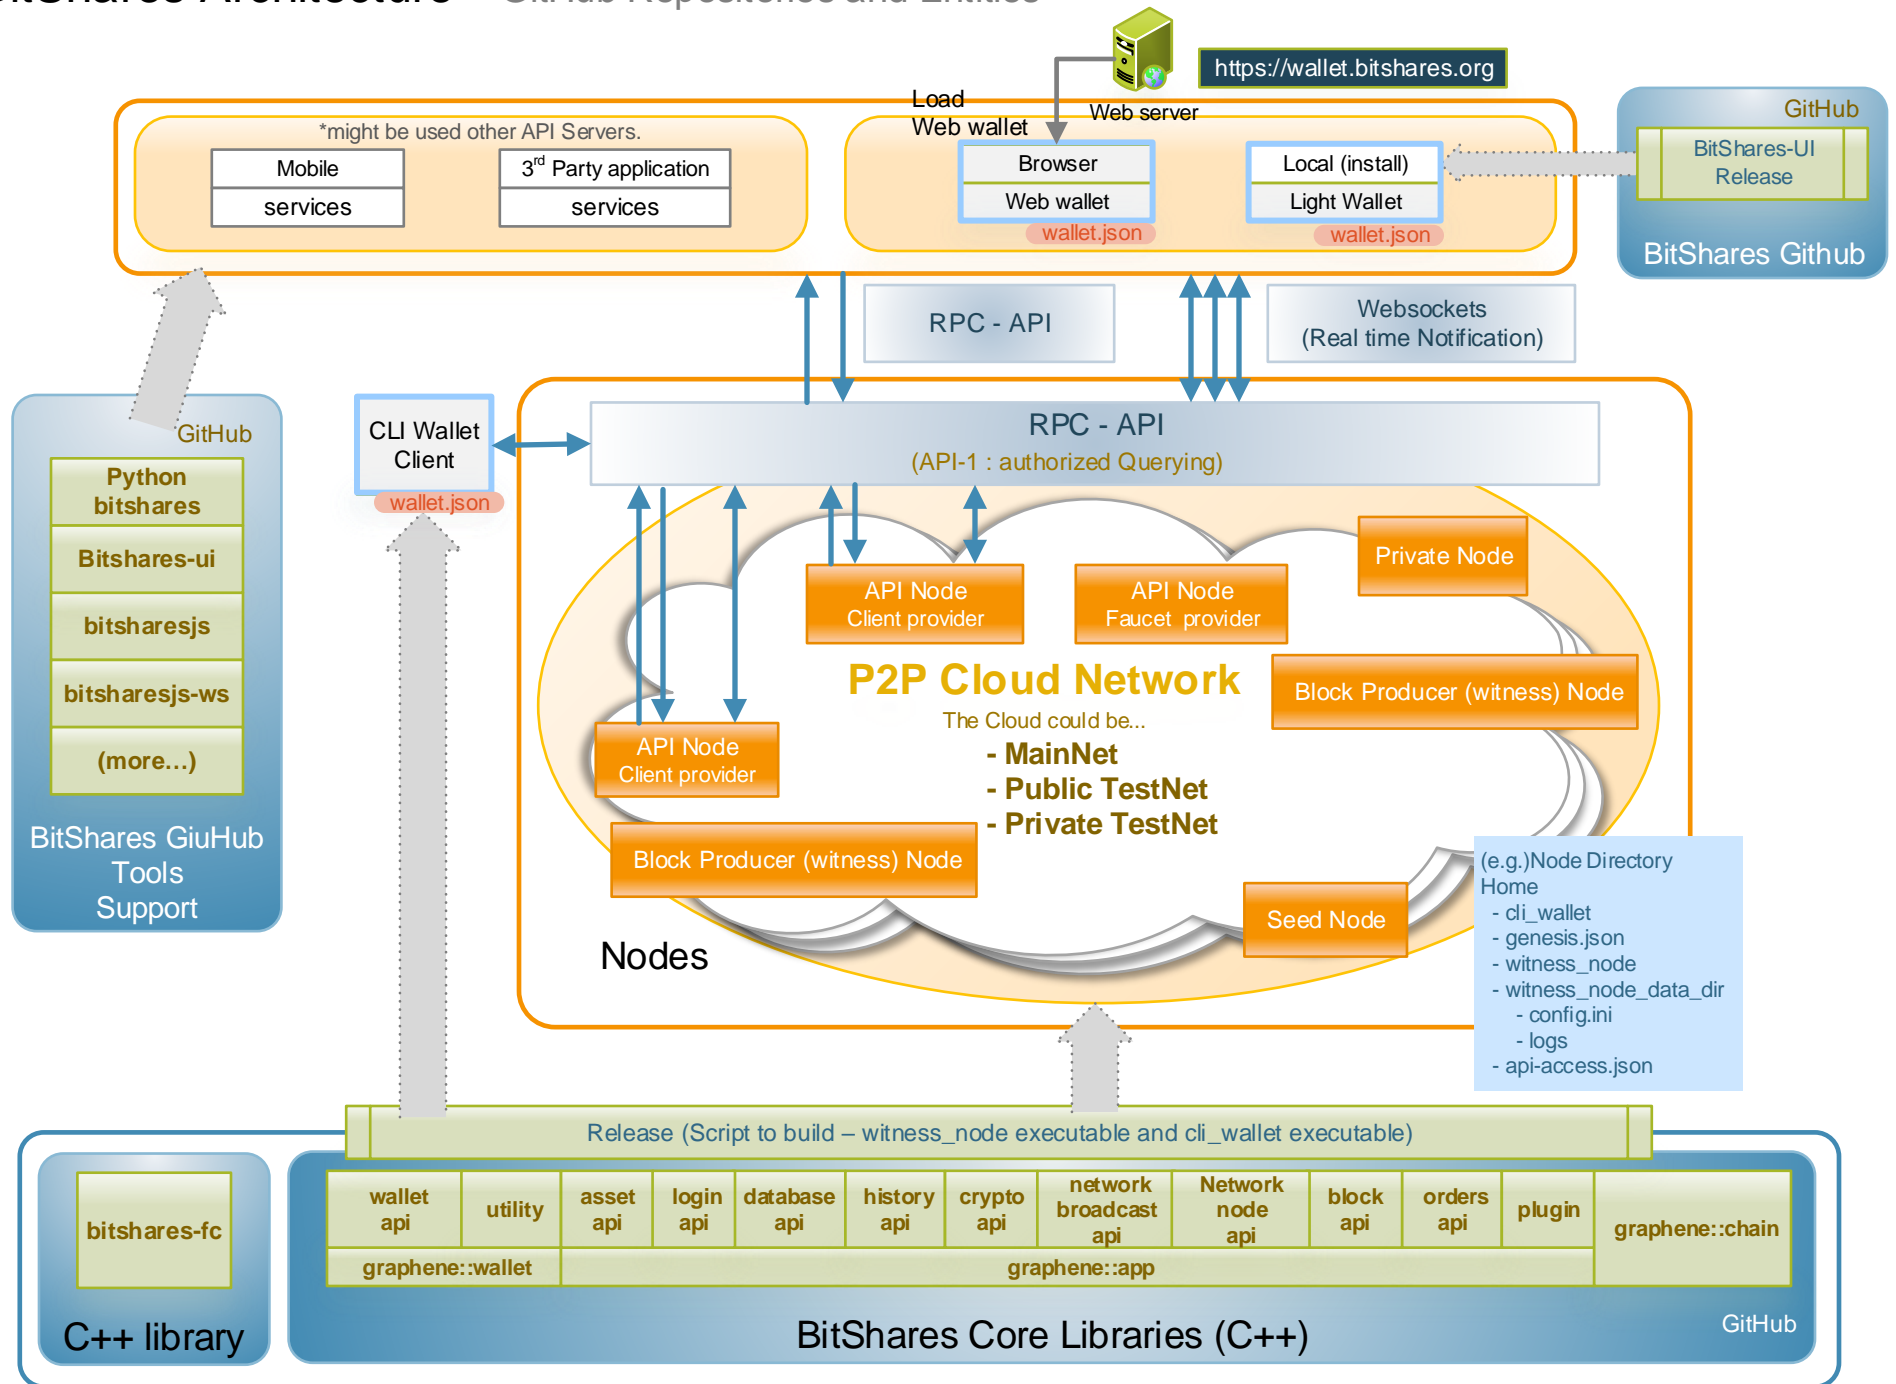 BitShares Architecture - GitHub Repositories and Entities
https://wallet.bitshares.org
Web server
Load
Web wallet
*might be used other API Servers.
Mobile
services
3rd Party application
services
Browser
Web wallet
wallet.json
Local (install)
Light Wallet
wallet.json
GitHub
BitShares-UI
Release
BitShares Github
RPC - API
Websockets
(Real time Notification)
GitHub
Python
bitshares
Bitshares-ui
bitsharesjs
bitsharesjs-ws
(more...)
BitShares GiuHub
Tools
Support
CLI Wallet
Client
wallet.json
RPC - API
(API-1 : authorized Querying)
Private Node
API Node
Client provider
API Node
Faucet provider
Block Producer (witness) Node
P2P Cloud Network
The Cloud could be...
- MainNet
- Public TestNet
- Private TestNet
API Node
Client provider
Block Producer (witness) Node
Seed Node
Nodes
(e.g.)Node Directory
Home
- cli_wallet
- genesis.json
- witness_node
- witness_node_data_dir
- config.ini
- logs
- api-access.json
Release (Script to build – witness_node executable and cli_wallet executable)
bitshares-fc
C++ library
wallet
api
utility
asset
api
login
api
database
api
history
api
crypto
api
network
broadcast
api
Network
node
api
block
api
orders
api
plugin
graphene::chain
graphene::wallet
graphene::app
BitShares Core Libraries (C++)
GitHub